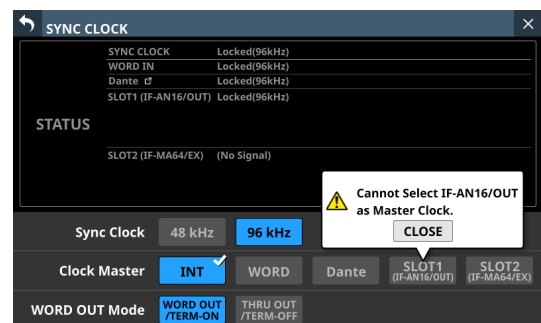 SYNC CLOCK
SYNC CLOCK Locked(96kHz)
WORD IN Locked(96kHz)
Dante Locked(96kHz)
SLOT1 (IF-AN16/OUT) Locked(96kHz)
STATUS
SLOT2 (IF-MA64/EX) (No Signal)
Cannot Select IF-AN16/OUT
as Master Clock.
CLOSE
Sync Clock 48 kHz 96 kHz
Clock Master INT WORD Dante SLOT1 (IF-AN16/OUT) SLOT2 (IF-MA64/EX)
WORD OUT Mode WORD OUT /TERM-ON THRU OUT /TERM-OFF